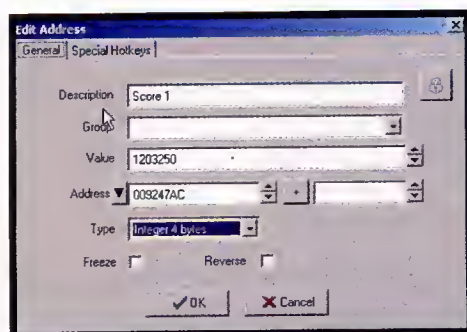 Edit Address
General Special Hotkeys
Description Score 1
Group
Value 1203250
Address 009247AC +
Type Integer 4 bytes
Freeze Reverse
OK Cancel